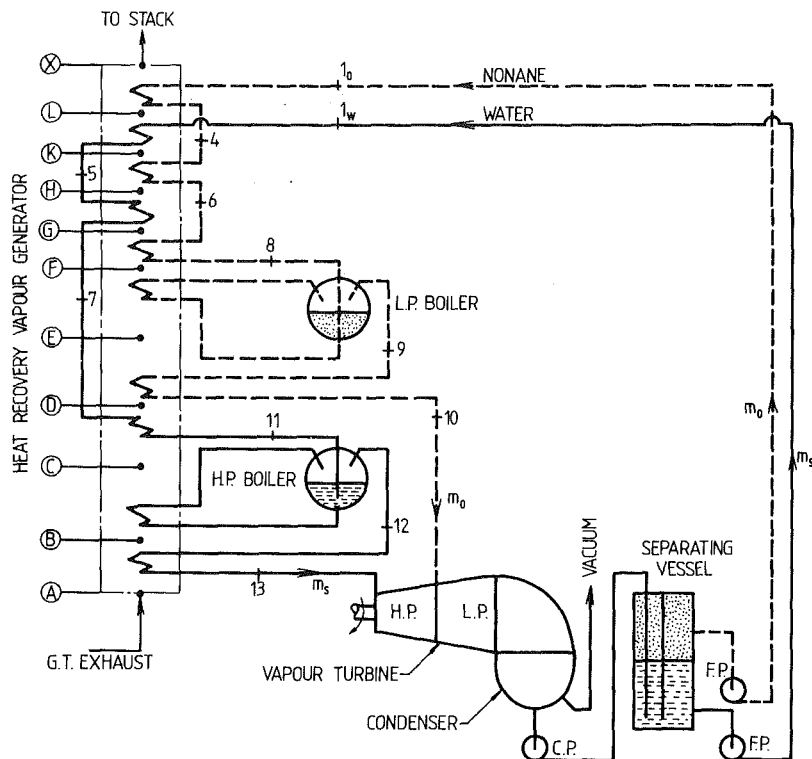 TO STACK
X
1o
NONANE
L
1w
WATER
4
K
5
H
6
G
8
F
7
L.P. BOILER
E
9
D
10
11
mo
ms
C
H.P. BOILER
mo
12
B
SEPARATING
VESSEL
VACUUM
13
ms
A
H.P.
L.P.
G.T. EXHAUST
VAPOUR TURBINE
F.P.
CONDENSER
C.P.
F.P.
HEAT RECOVERY VAPOUR GENERATOR